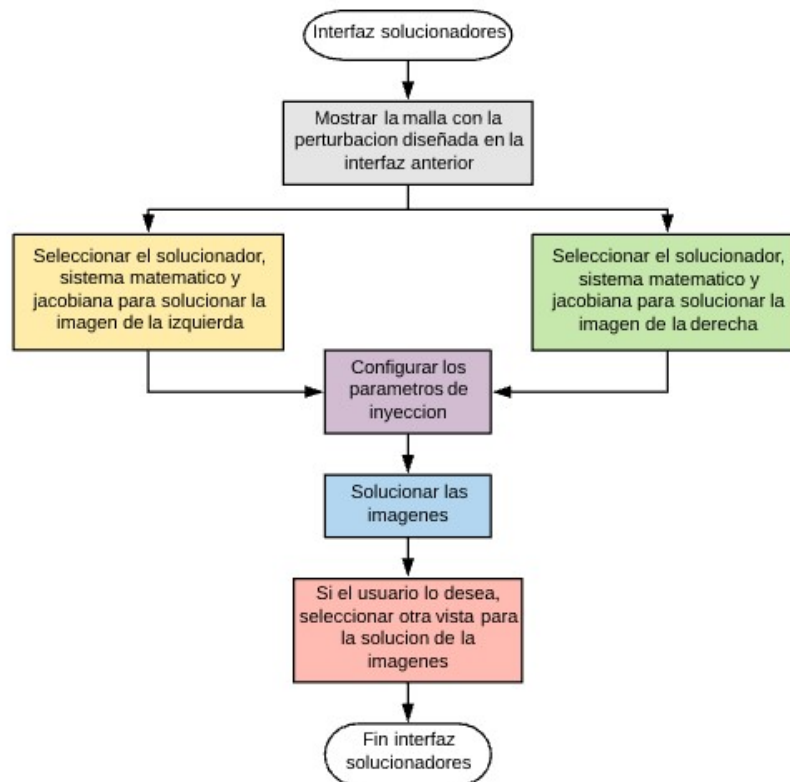 Interfaz solucionadores
Mostrar la malla con la
perturbacion diseñada en la
interfaz anterior
Seleccionar el solucionador,
sistema matematico y
jacobiana para solucionar la
imagen de la izquierda
Seleccionar el solucionador,
sistema matematico y
jacobiana para solucionar la
imagen de la derecha
Configurar los
parametros de
inyeccion
Solucionar las
imagenes
Si el usuario lo desea,
seleccionar otra vista para
la solucion de la
imagenes
Fin interfaz
solucionadores